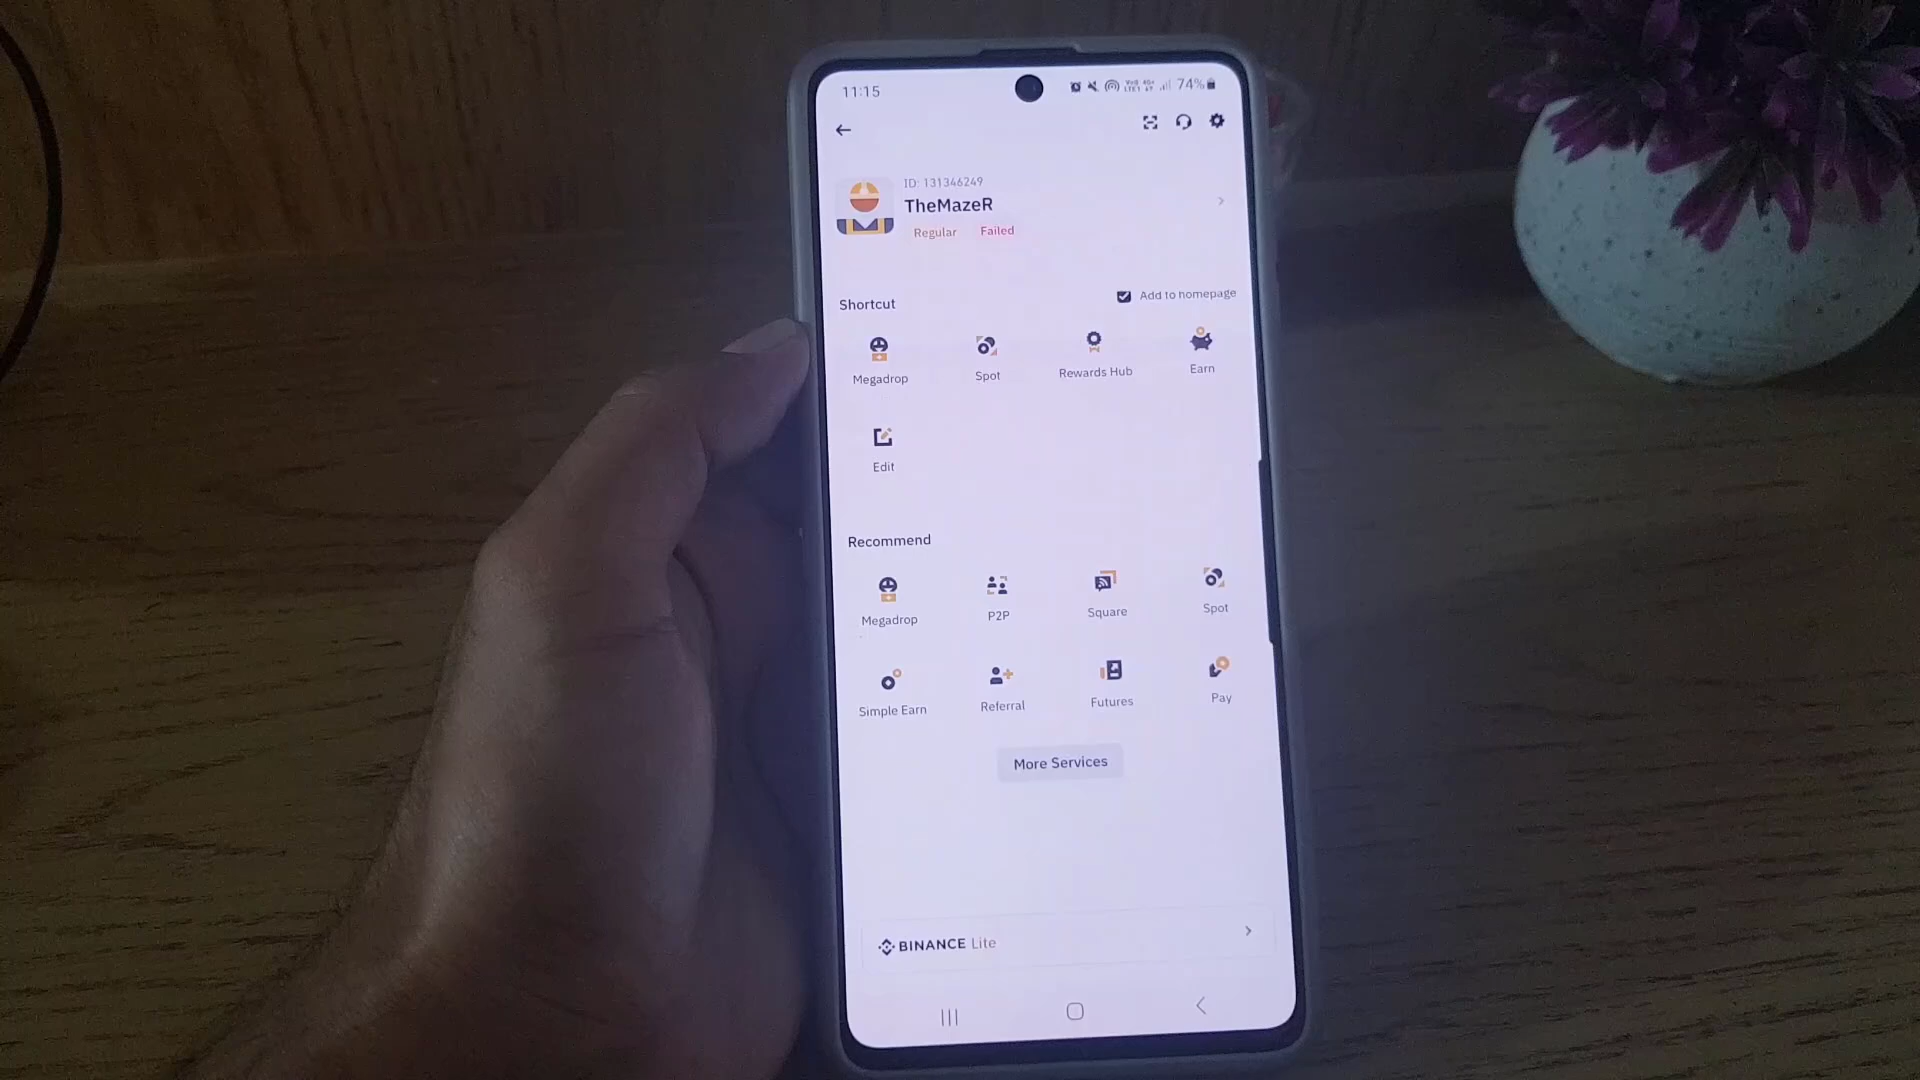 11:15
74%
ID: 131346249
TheMazeR
Regular Failed
Shortcut
Add to homepage
Megadrop Spot Rewards Hub Earn
Edit
Recommend
Megadrop P2P Square Spot
Simple Earn Referral Futures Pay
More Services
BINANCE Lite